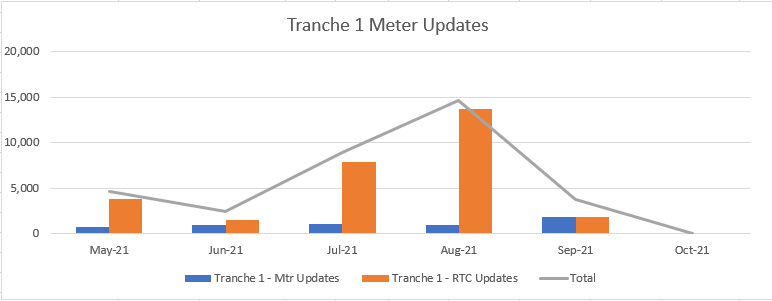 Tranche 1 Meter Updates
20,000
15,000
10,000
5,000
0
May-21 Jun-21 Jul-21 Aug-21 Sep-21 Oct-21
Tranche 1 - Mtr Updates Tranche 1 - RTC Updates Total